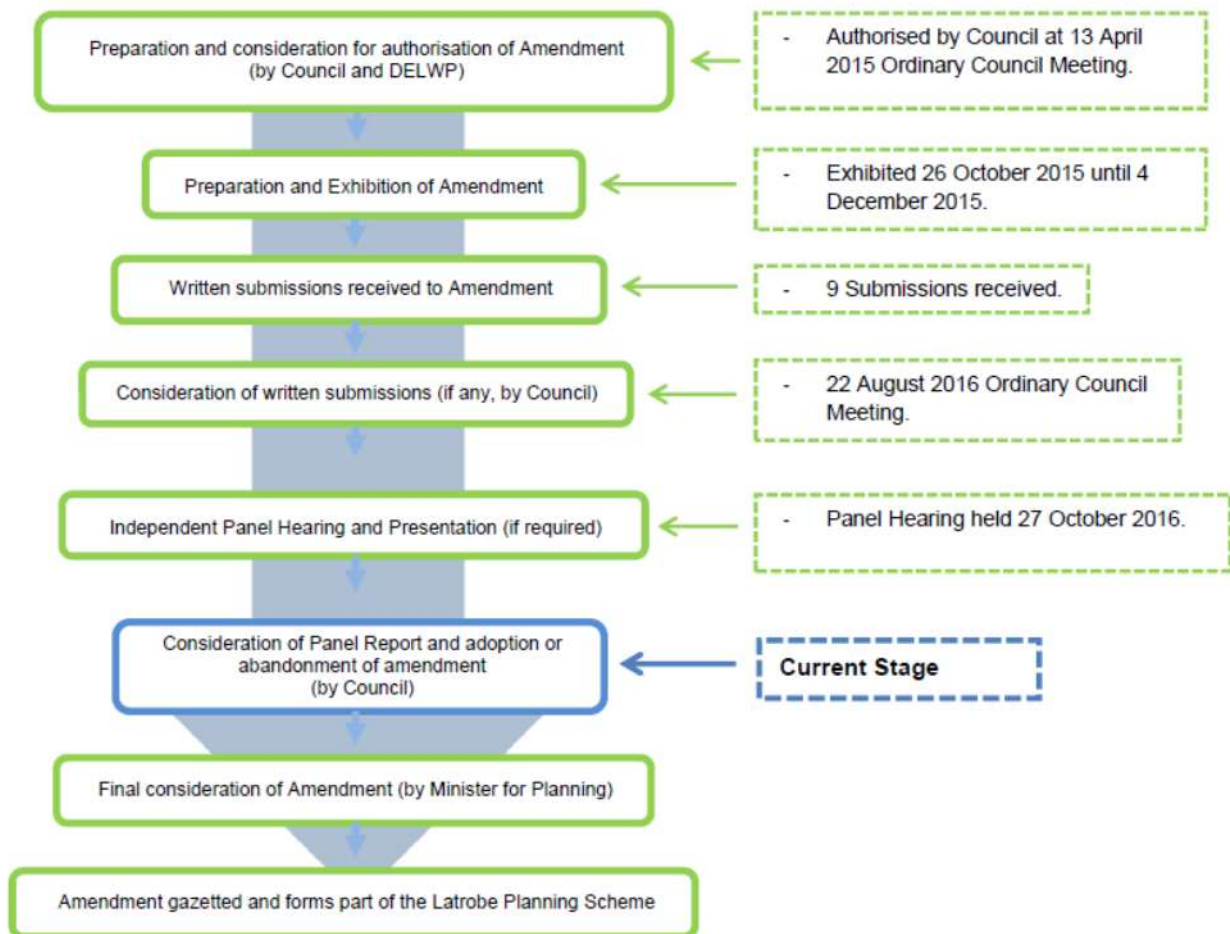 Preparation and consideration for authorisation of Amendment
(by Council and DELWP)
- Authorised by Council at 13 April
2015 Ordinary Council Meeting.
Preparation and Exhibition of Amendment
- Exhibited 26 October 2015 until 4
December 2015.
Written submissions received to Amendment
- 9 Submissions received.
Consideration of written submissions (if any, by Council)
- 22 August 2016 Ordinary Council
Meeting.
Independent Panel Hearing and Presentation (if required)
- Panel Hearing held 27 October 2016.
Consideration of Panel Report and adoption or
abandonment of amendment
(by Council)
Current Stage
Final consideration of Amendment (by Minister for Planning)
Amendment gazetted and forms part of the Latrobe Planning Scheme